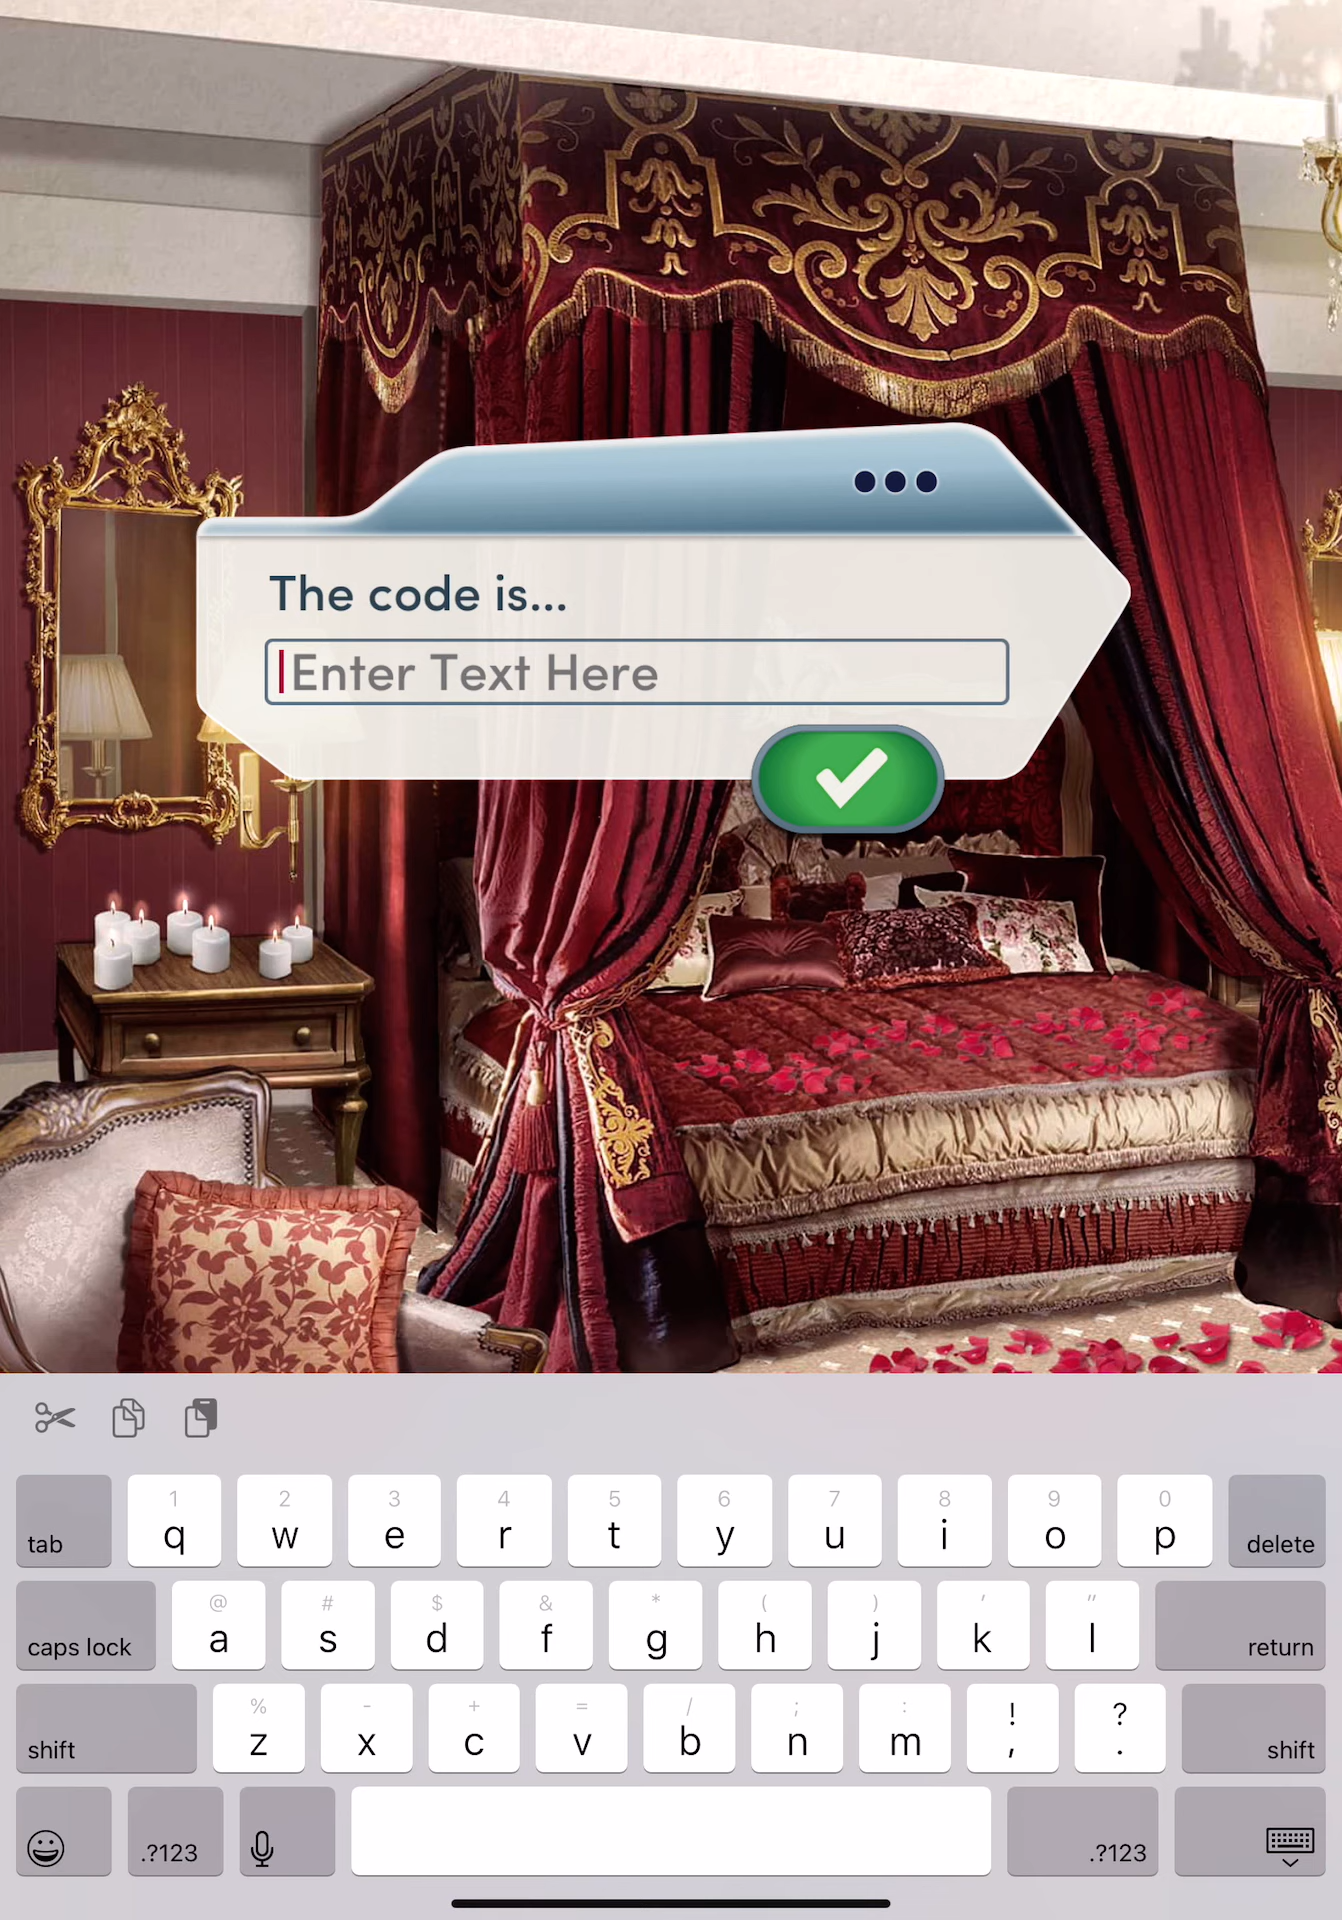 The code is...
Enter Text Here
tab 1 q 2 w 3 e 4 r 5 t 6 y 7 u 8 i 9 o 0 p delete
caps lock @ a # s $ d & f * g ( h ) j ' k " l return
shift % z - x + c = v / b ; n : m ! , ? . shift
.?123 .?123